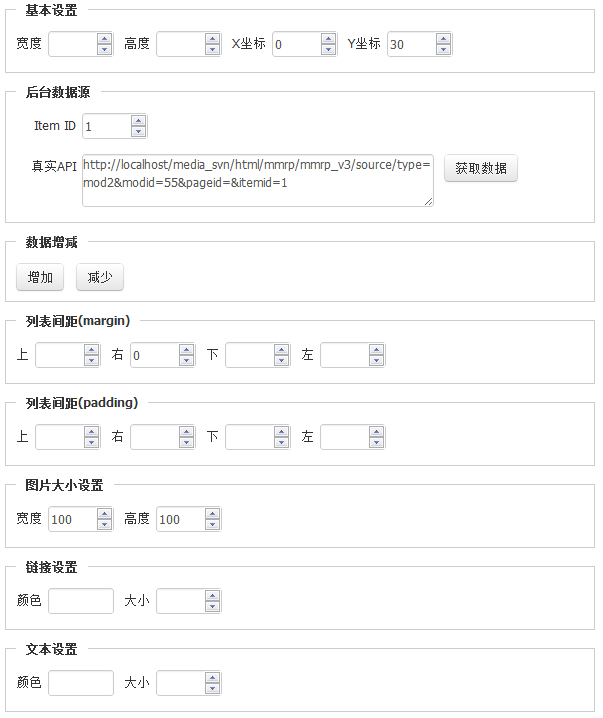 基本设置
宽度 高度 X坐标 0 Y坐标 30
后台数据源
Item ID 1
真实API http://localhost/media_svn/html/mmrp/mmrp_v3/source/type= 获取数据
mod2&modid=55&pageid=&itemid=1
数据增减
增加 减少
列表间距(margin)
上 右 0 下 左
列表间距(padding)
上 右 下 左
图片大小设置
宽度 100 高度 100
链接设置
颜色 大小
文本设置
颜色 大小